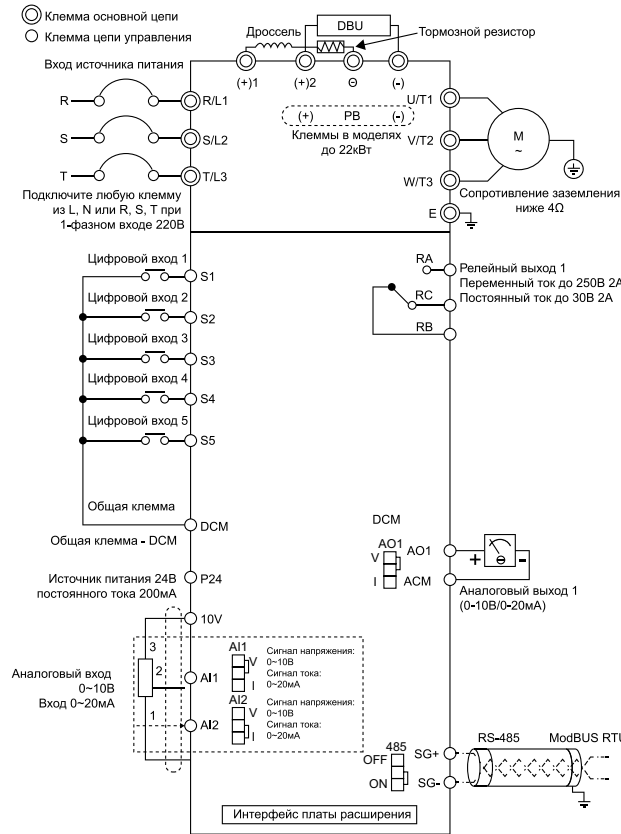 Клемма основной цепи
Клемма цепи управления
Дроссель
DBU
Тормозной резистор
Вход источника питания
(+)1
(+)2
Θ
(-)
R
R/L1
S
S/L2
T
T/L3
(+) PB (-)
Клеммы в моделях
до 22кВт
U/T1
V/T2
W/T3
M
~
E
Сопротивление заземления
ниже 4Ω
Подключите любую клемму
из L, N или R, S, T при
1-фазном входе 220В
Цифровой вход 1
S1
Цифровой вход 2
S2
Цифровой вход 3
S3
Цифровой вход 4
S4
Цифровой вход 5
S5
RA
RC
RB
Релейный выход 1
Переменный ток до 250В 2А
Постоянный ток до 30В 2А
Общая клемма
DCM
Общая клемма - DCM
DCM
AO1
V
I
AO1
ACM
+
Θ
-
Аналоговый выход 1
(0-10В/0-20мА)
Источник питания 24В
постоянного тока 200мА
P24
10V
3
2
1
Аналоговый вход
0~10В
Вход 0~20мА
AI1
AI2
AI1
V
I
Сигнал напряжения:
0~10В
Сигнал тока:
0~20мА
AI2
V
I
Сигнал напряжения:
0~10В
Сигнал тока:
0~20мА
485
OFF
ON
SG+
SG-
RS-485
ModBUS RTU
Интерфейс платы расширения